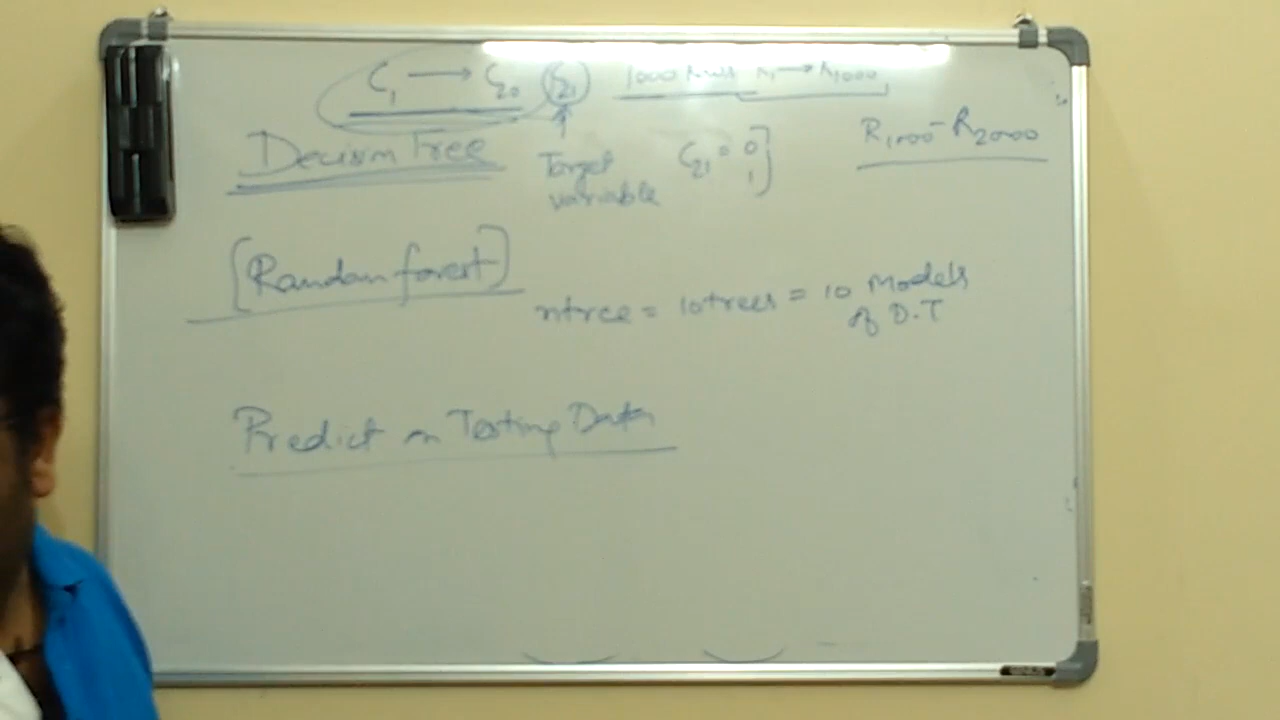 C1 → C20 C21 1000 Rows R1 → R1000
Decision Tree
Target variable
C21 = 0 1
R1000 - R2000
[Random forest]
ntree = 10 trees = 10 Models
of D.T
Predict on Testing Data